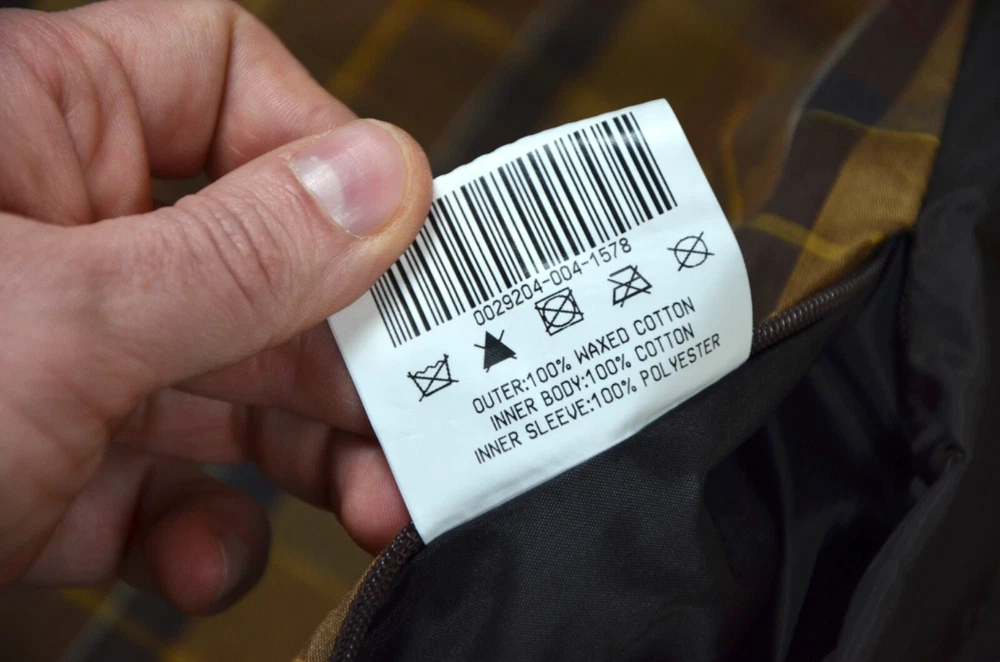 0029204-004-1578
OUTER:100% WAXED COTTON
INNER BODY:100% COTTON
INNER SLEEVE:100% POLYESTER